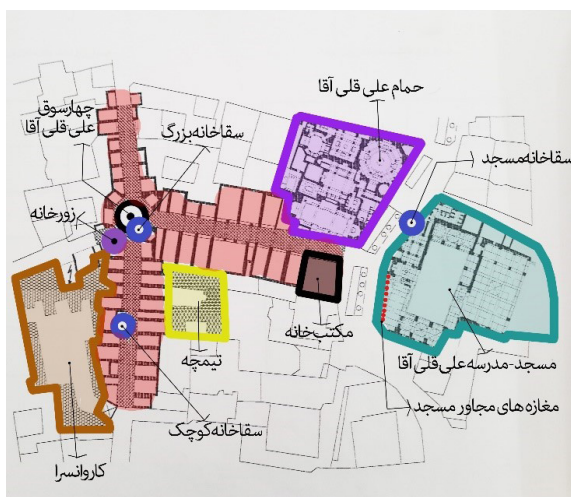 حمام علی قلی آقا
چهارسوق
علی قلی آقا
سقاخانه بزرگ
سقاخانه مسجد
زورخانه
مکتب خانه
تیمچه
مسجد-مدرسه علی قلی آقا
مغازه های مجاور مسجد
سقاخانه کوچک
کاروانسرا